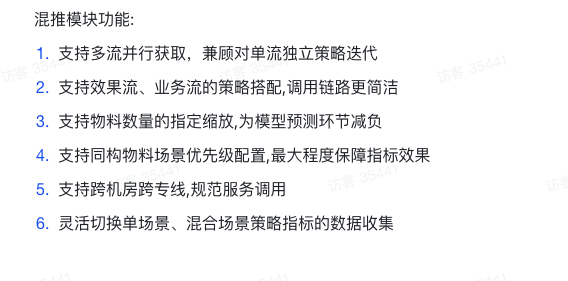 混推模块功能:
1. 支持多流并行获取，兼顾对单流独立策略迭代
2. 支持效果流、业务流的策略搭配,调用链路更简洁
3. 支持物料数量的指定缩放,为模型预测环节减负
4. 支持同构物料场景优先级配置,最大程度保障指标效果
5. 支持跨机房跨专线,规范服务调用
6. 灵活切换单场景、混合场景策略指标的数据收集
访客 35441
访客 35441
访客 35441
访客 35441